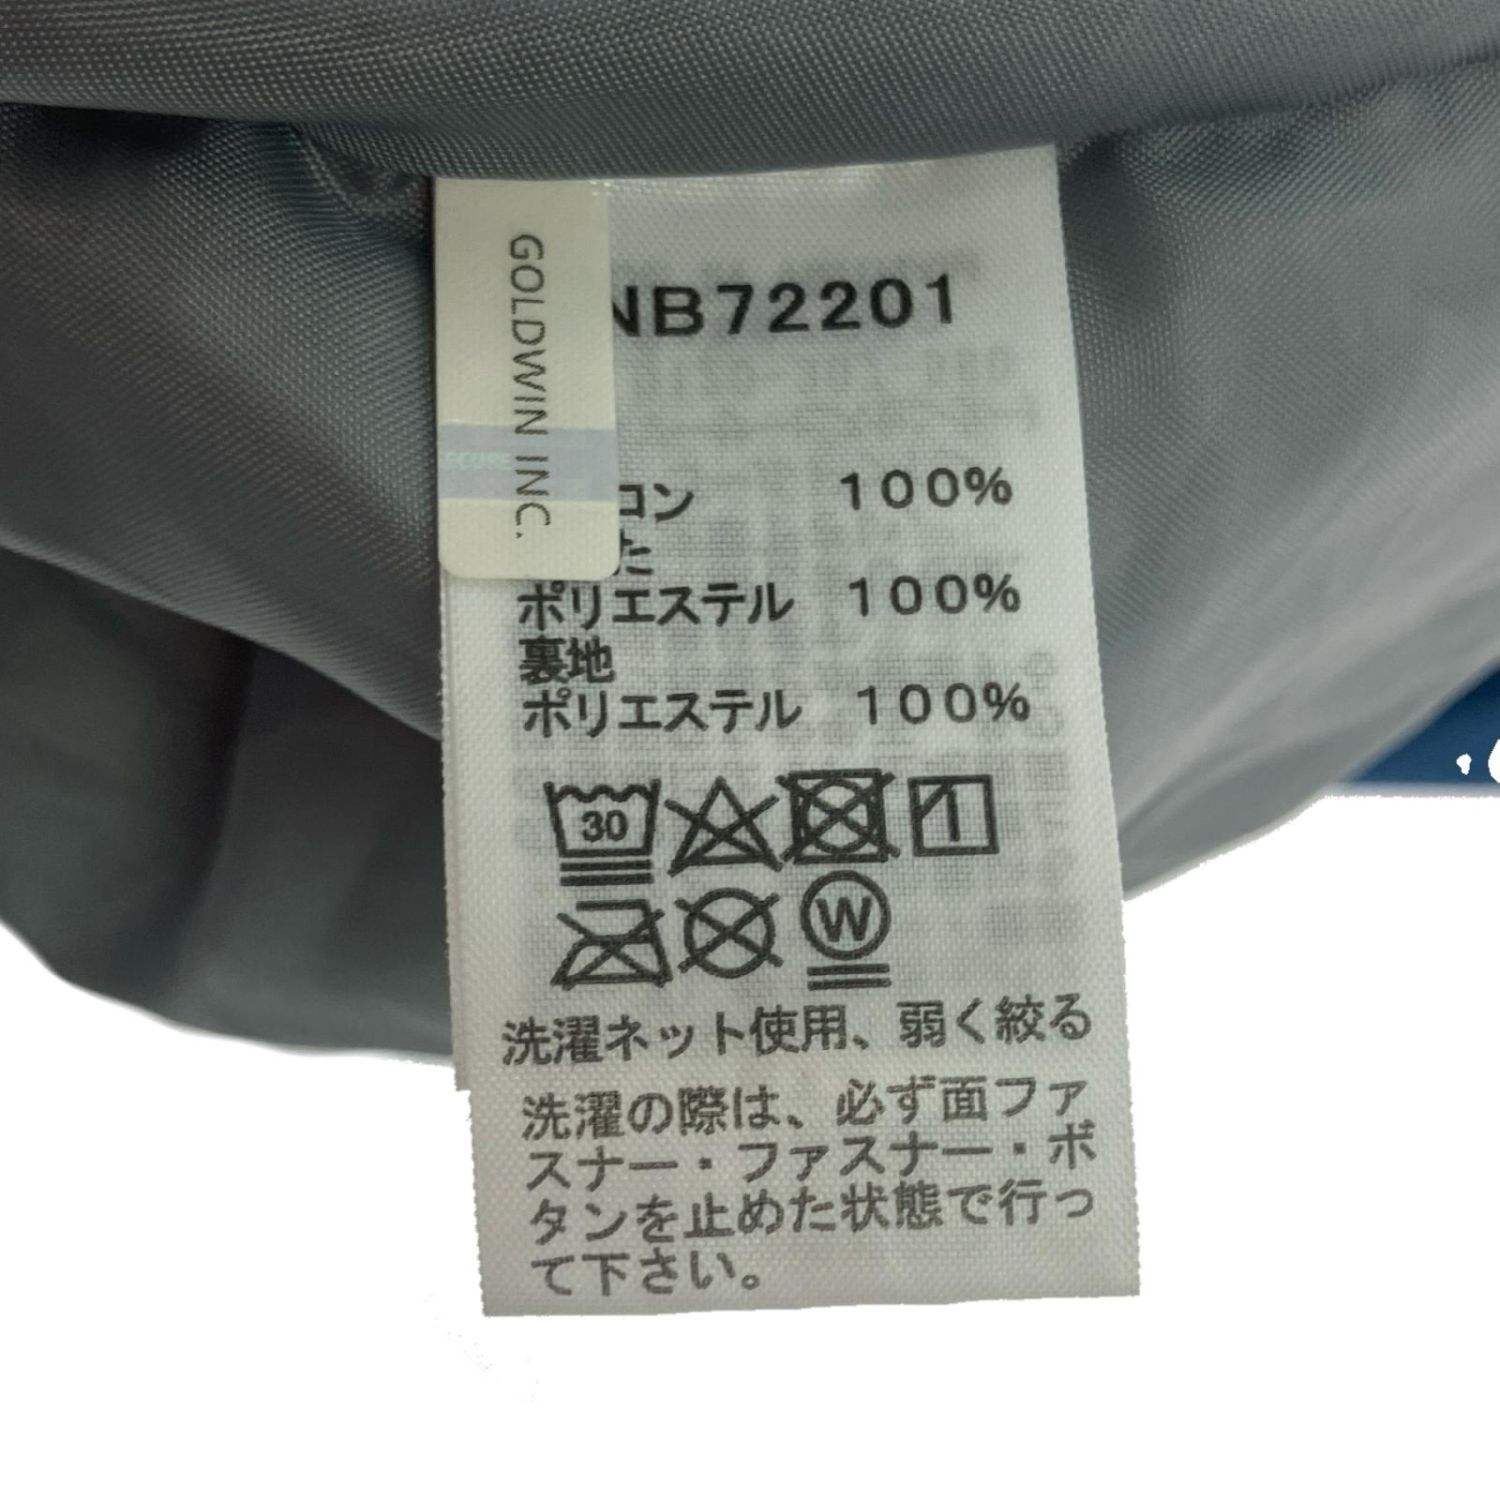 GOLDWIN INC.
NB72201
コン 100%
た
ポリエステル 100%
裏地
ポリエステル 100%
30
W
洗濯ネット使用、弱く絞る
洗濯の際は、必ず面ファ
スナー・ファスナー・ボ
タンを止めた状態で行っ
て下さい。